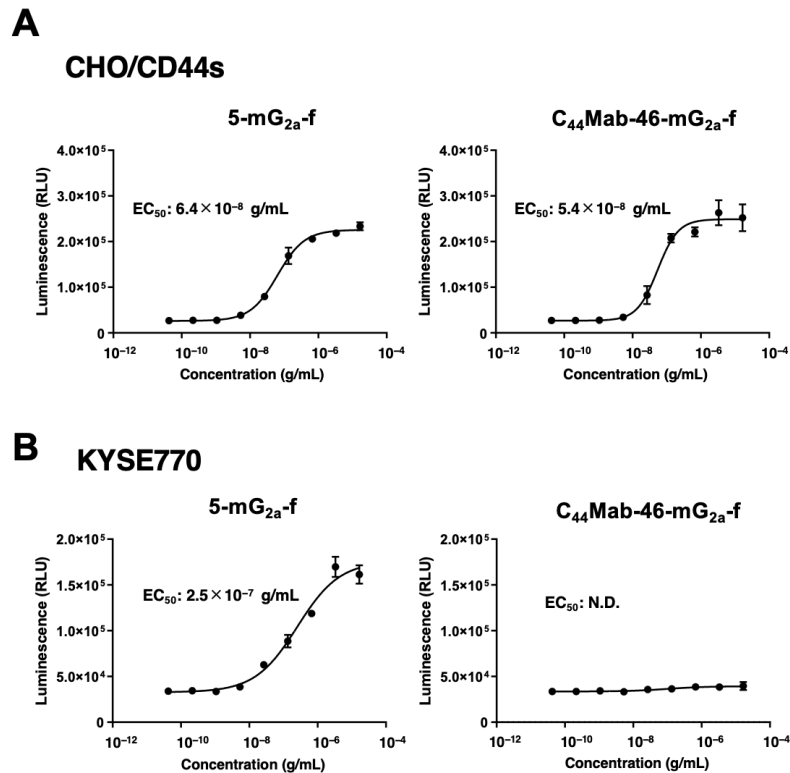 A
CHO/CD44s
5-mG₂ₐ-f
4.0×10⁵
3.0×10⁵
2.0×10⁵
1.0×10⁵
0
Luminescence (RLU)
EC₅₀: 6.4×10⁻⁸ g/mL
10⁻¹² 10⁻¹⁰ 10⁻⁸ 10⁻⁶ 10⁻⁴
Concentration (g/mL)
C₄₄Mab-46-mG₂ₐ-f
4.0×10⁵
3.0×10⁵
2.0×10⁵
1.0×10⁵
0
Luminescence (RLU)
EC₅₀: 5.4×10⁻⁸ g/mL
10⁻¹² 10⁻¹⁰ 10⁻⁸ 10⁻⁶ 10⁻⁴
Concentration (g/mL)
B
KYSE770
5-mG₂ₐ-f
2.0×10⁵
1.5×10⁵
1.0×10⁵
5.0×10⁴
0
Luminescence (RLU)
EC₅₀: 2.5×10⁻⁷ g/mL
10⁻¹² 10⁻¹⁰ 10⁻⁸ 10⁻⁶ 10⁻⁴
Concentration (g/mL)
C₄₄Mab-46-mG₂ₐ-f
2.0×10⁵
1.5×10⁵
1.0×10⁵
5.0×10⁴
0
Luminescence (RLU)
EC₅₀: N.D.
10⁻¹² 10⁻¹⁰ 10⁻⁸ 10⁻⁶ 10⁻⁴
Concentration (g/mL)